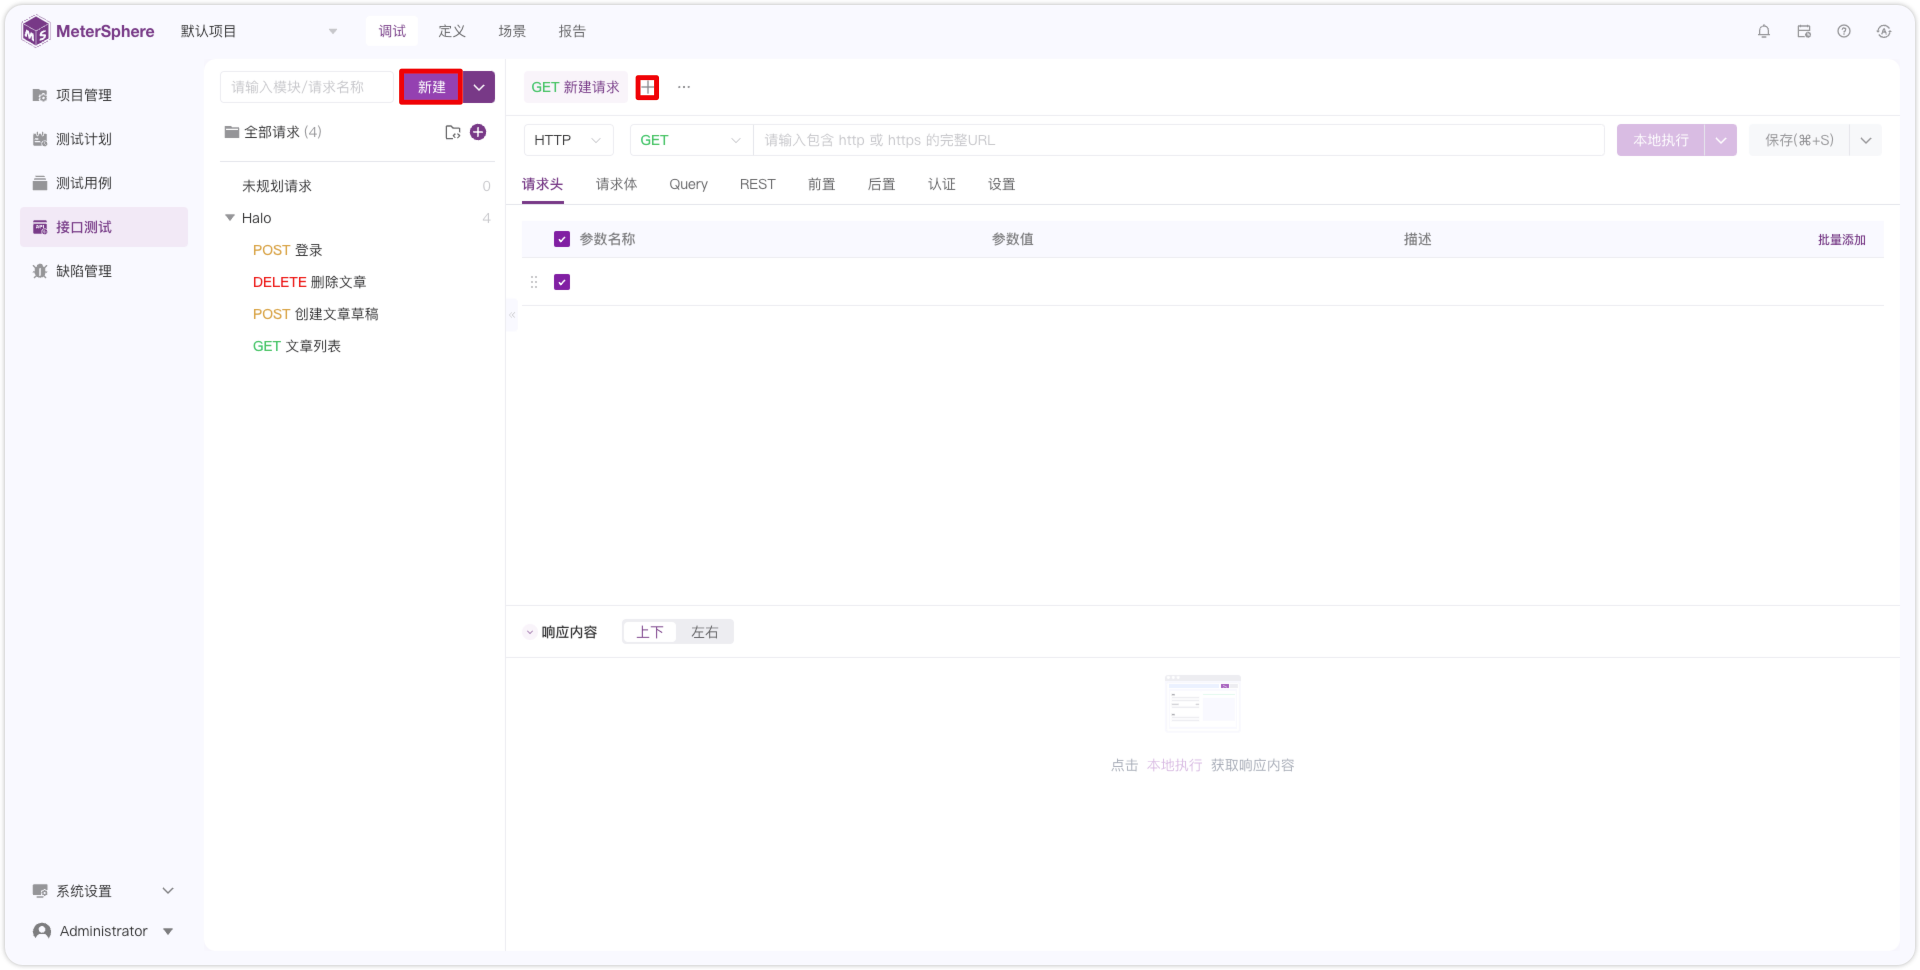 MeterSphere 默认项目 调试 定义 场景 报告
项目管理
测试计划
测试用例
接口测试
缺陷管理
系统设置
Administrator
请输入模块/请求名称 新建
全部请求 (4)
未规划请求 0
Halo 4
POST 登录
DELETE 删除文章
POST 创建文章草稿
GET 文章列表
GET 新建请求 + ···
HTTP GET 请输入包含 http 或 https 的完整URL 本地执行 保存(⌘+S)
请求头 请求体 Query REST 前置 后置 认证 设置
参数名称 参数值 描述 批量添加
响应内容 上下 左右
点击 本地执行 获取响应内容